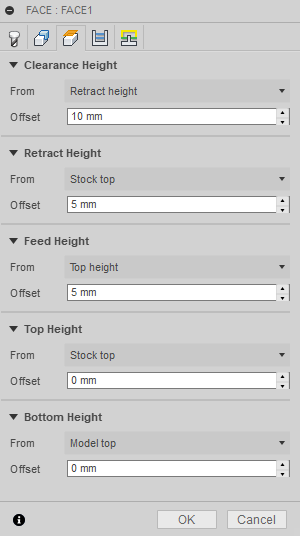 FACE : FACE1
Clearance Height
From Retract height
Offset 10 mm
Retract Height
From Stock top
Offset 5 mm
Feed Height
From Top height
Offset 5 mm
Top Height
From Stock top
Offset 0 mm
Bottom Height
From Model top
Offset 0 mm
OK Cancel